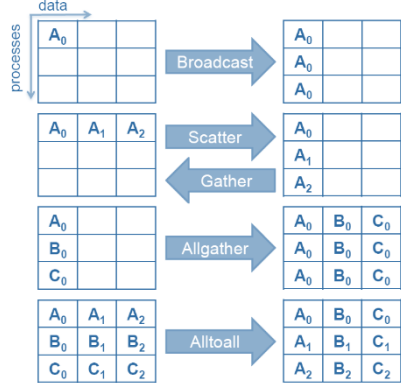 data
processes
A0
Broadcast
A0
A0
A0
A0 A1 A2
Scatter
Gather
A0
A1
A2
A0
B0
C0
Allgather
A0 B0 C0
A0 B0 C0
A0 B0 C0
A0 A1 A2
B0 B1 B2
C0 C1 C2
Alltoall
A0 B0 C0
A1 B1 C1
A2 B2 C2